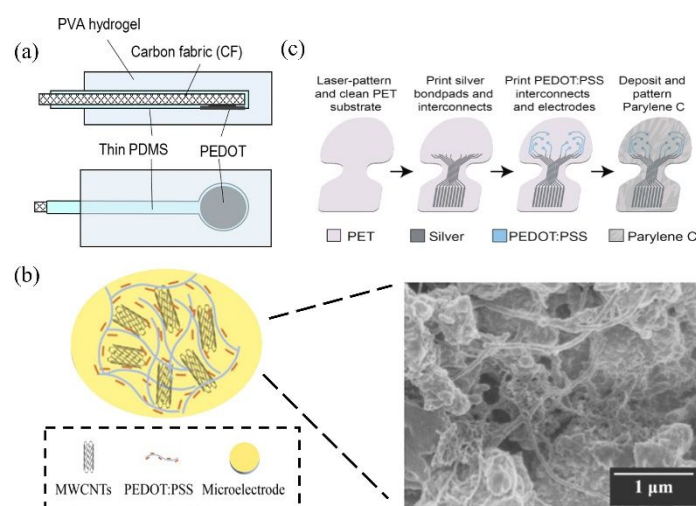 (a)
PVA hydrogel
Carbon fabric (CF)
Thin PDMS
PEDOT
(c)
Laser-pattern
and clean PET
substrate
Print silver
bondpads and
interconnects
Print PEDOT:PSS
interconnects
and electrodes
Deposit and
pattern
Parylene C
PET
Silver
PEDOT:PSS
Parylene C
(b)
MWCNTs
PEDOT:PSS
Microelectrode
1 µm